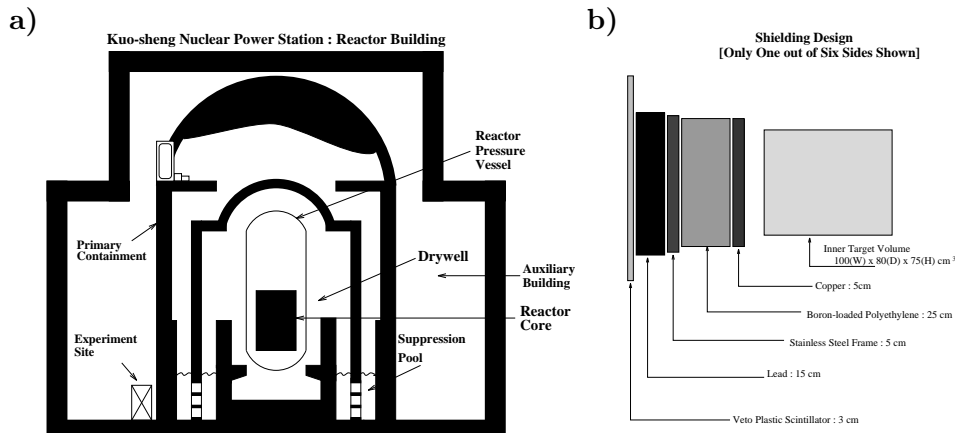 a)
Kuo-sheng Nuclear Power Station : Reactor Building
Reactor
Pressure
Vessel
Primary
Containment
Drywell
Auxiliary
Building
Reactor
Core
Experiment
Site
Suppression
Pool
b)
Shielding Design
[Only One out of Six Sides Shown]
Inner Target Volume
100(W) x 80(D) x 75(H) cm ³
Copper : 5cm
Boron-loaded Polyethylene : 25 cm
Stainless Steel Frame : 5 cm
Lead : 15 cm
Veto Plastic Scintillator : 3 cm